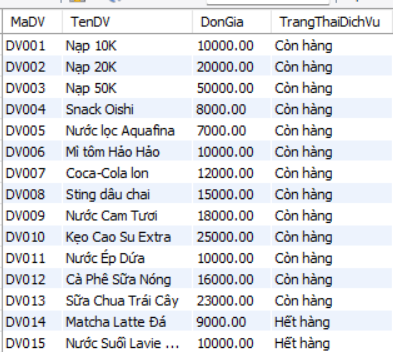 MaDV TenDV DonGia TrangThaiDichVu
DV001 Nạp 10K 10000.00 Còn hàng
DV002 Nạp 20K 20000.00 Còn hàng
DV003 Nạp 50K 50000.00 Còn hàng
DV004 Snack Oishi 8000.00 Còn hàng
DV005 Nước lọc Aquafina 7000.00 Còn hàng
DV006 Mì tôm Hảo Hảo 10000.00 Còn hàng
DV007 Coca-Cola lon 12000.00 Còn hàng
DV008 Sting dâu chai 15000.00 Còn hàng
DV009 Nước Cam Tươi 18000.00 Còn hàng
DV010 Kẹo Cao Su Extra 25000.00 Còn hàng
DV011 Nước Ép Dứa 10000.00 Còn hàng
DV012 Cà Phê Sữa Nóng 16000.00 Còn hàng
DV013 Sữa Chua Trái Cây 23000.00 Còn hàng
DV014 Matcha Latte Đá 9000.00 Hết hàng
DV015 Nước Suối Lavie ... 10000.00 Hết hàng